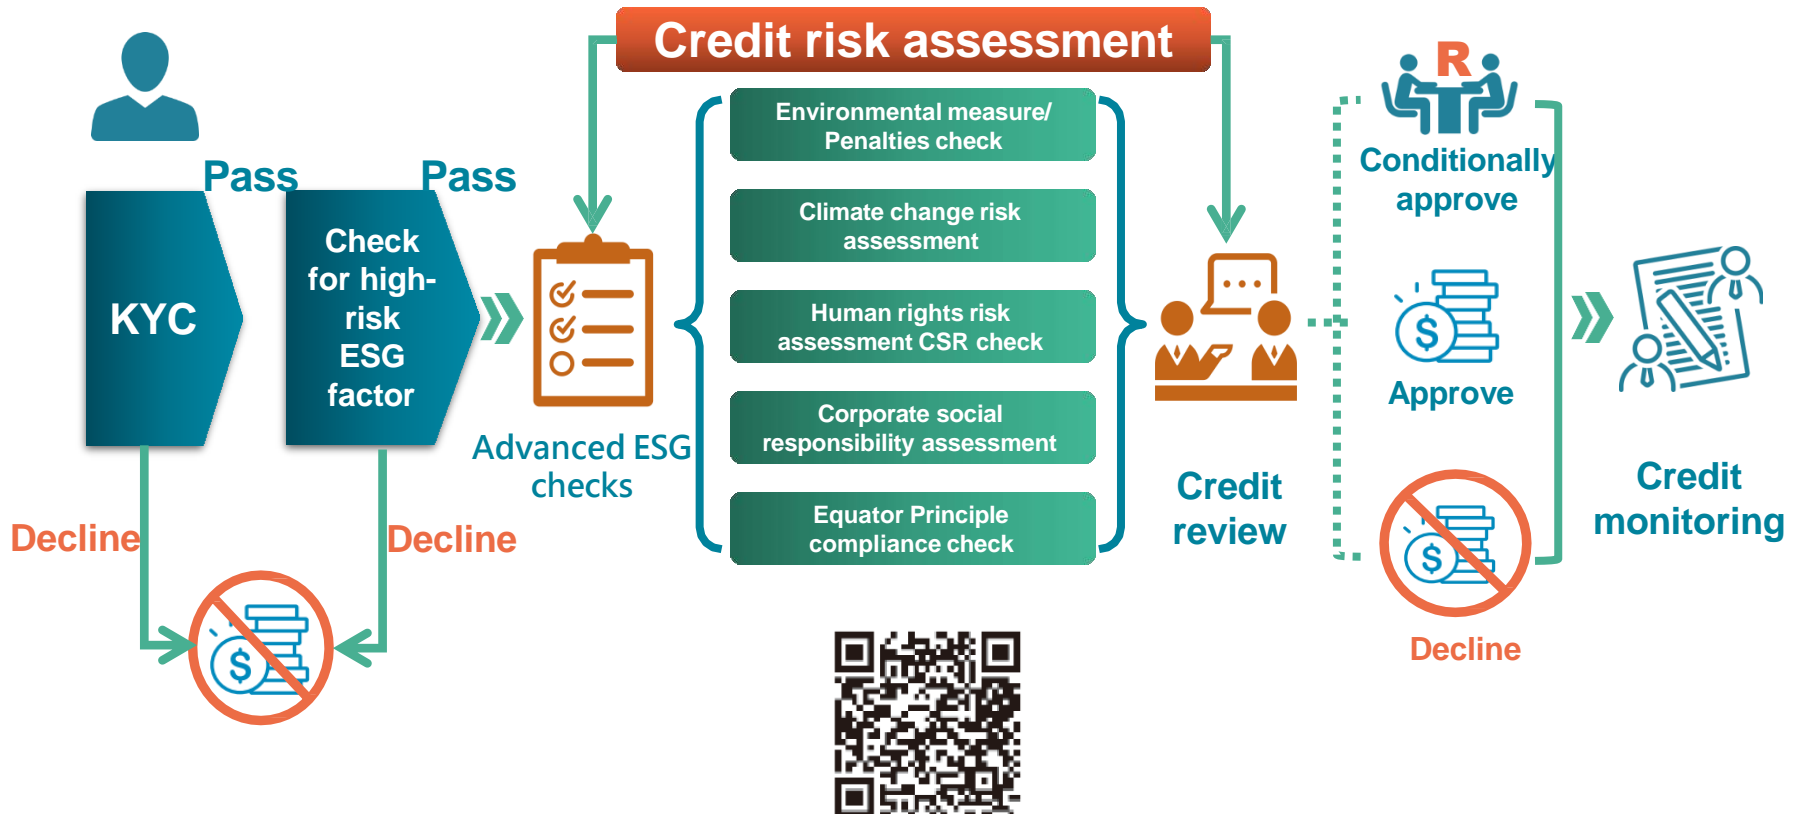 Credit risk assessment
Pass
Pass
KYC
Check
for high-
risk
ESG
factor
Decline
Decline
Advanced ESG
checks
Environmental measure/
Penalties check
Climate change risk
assessment
Human rights risk
assessment CSR check
Corporate social
responsibility assessment
Equator Principle
compliance check
Credit
review
R
Conditionally
approve
$
Approve
$
Decline
$
Credit
monitoring